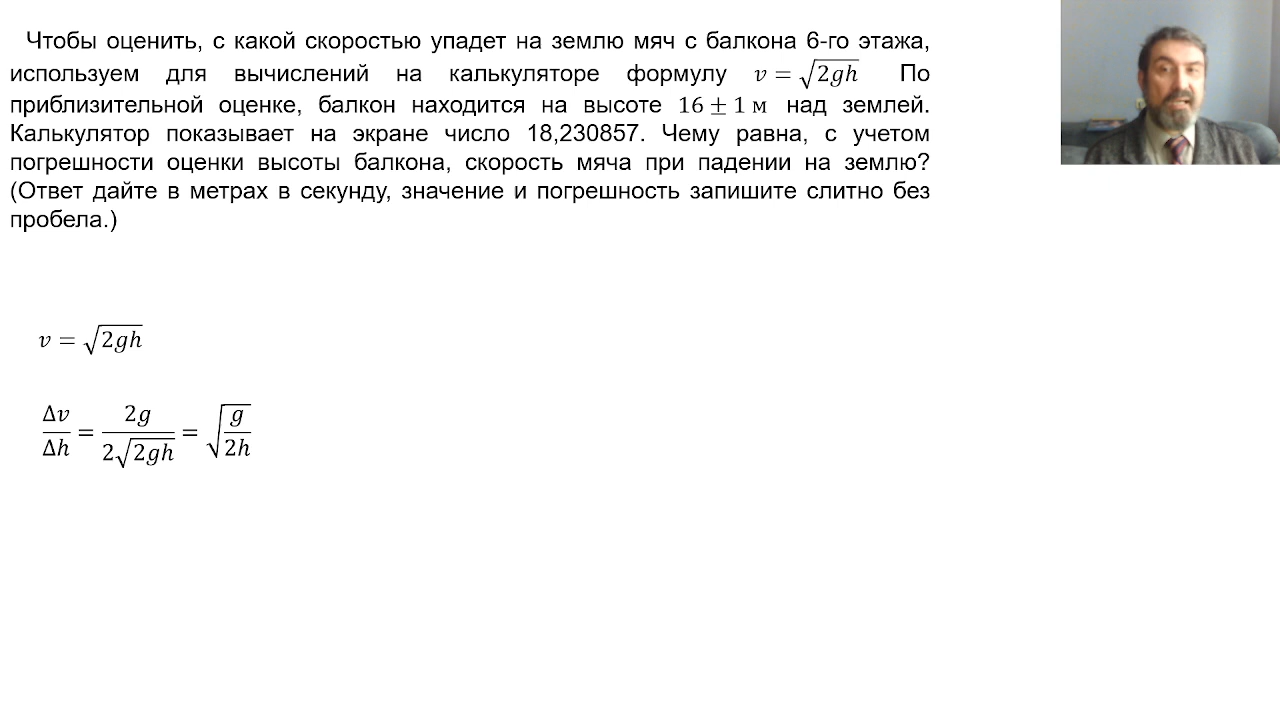 Чтобы оценить, с какой скоростью упадет на землю мяч с балкона 6-го этажа,
используем для вычислений на калькуляторе формулу v = √2gh По
приблизительной оценке, балкон находится на высоте 16 ± 1 м над землей.
Калькулятор показывает на экране число 18,230857. Чему равна, с учетом
погрешности оценки высоты балкона, скорость мяча при падении на землю?
(Ответ дайте в метрах в секунду, значение и погрешность запишите слитно без
пробела.)
v = √2gh
Δv/Δh = 2g/2√2gh = √g/2h